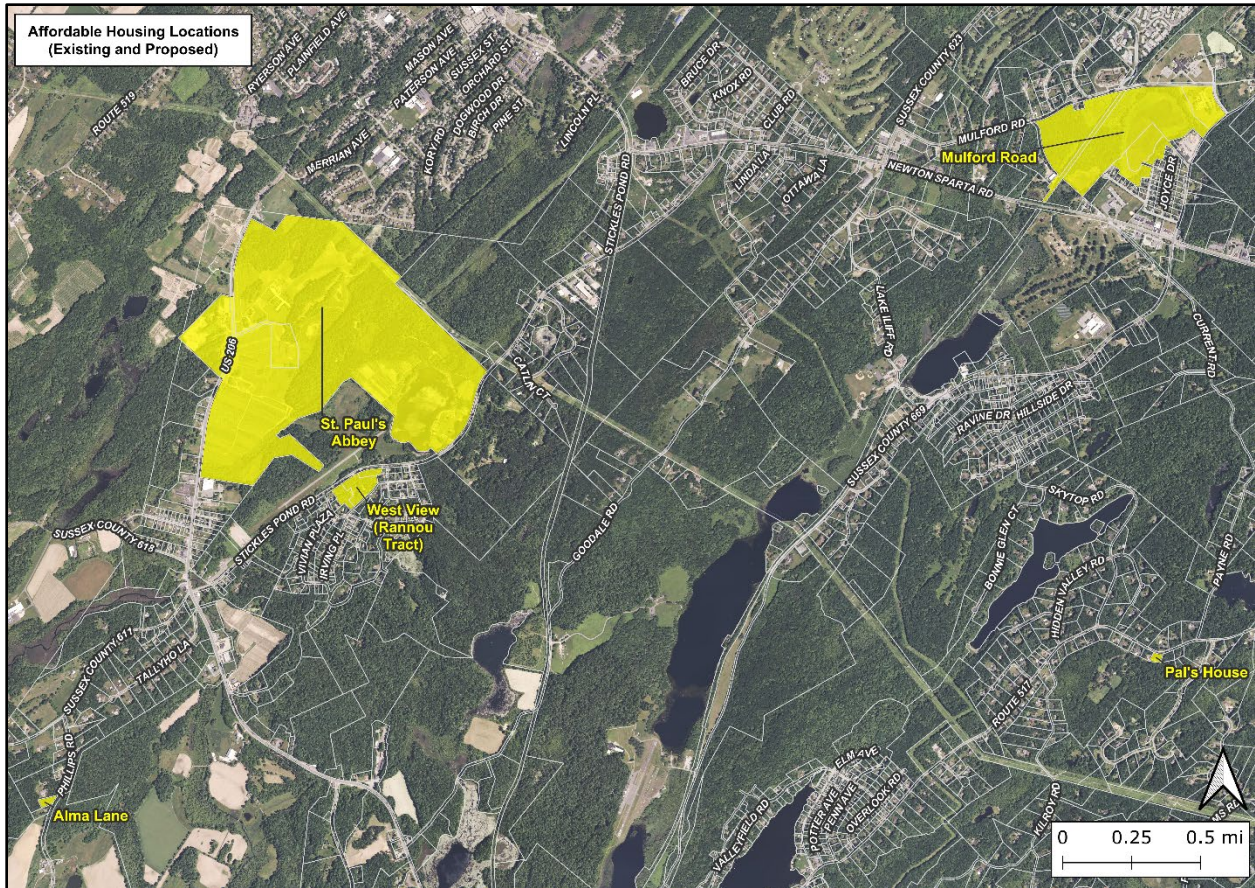 Affordable Housing Locations
(Existing and Proposed)
ROUTE 519
RYERSON AVE
PLAINFIELD AVE
MASON AVE
PATERSON AVE
SUSSEX ST
ORCHARD ST
DOGWOOD DR
BIRCH DR
PINE ST
KORY RD
MERRIAN AVE
LINCOLN PL
BRUCE DR
KNOX RD
CLUB RD
LINDA LA
OTTAWA LA
SUSSEX COUNTY 623
MULFORD RD
Mulford Road
NEWTON SPARTA RD
JOYCE DR
STICKLES POND RD
US 206
CATLIN CT
LAKE ILIFF RD
CURRENT RD
St. Paul's
Abbey
RAVINE DR
HILLSIDE DR
SUSSEX COUNTY 669
STICKLES POND RD
West View
(Rannou
Tract)
VIVIAN PLAZA
IRVING PL
SUSSEX COUNTY 618
GOODALE RD
SKYTOP RD
BONNIE GLEN CT
HIDDEN VALLEY RD
PAYNE RD
SUSSEX COUNTY 611
TALLYHO LA
Pal's House
ROUTE 517
PHILLIPS RD
Alma Lane
ELM AVE
POTTER AVE
PENN AVE
OVERLOOK RD
VALLEYFIELD RD
KILROY RD
MS RD
0 0.25 0.5 mi